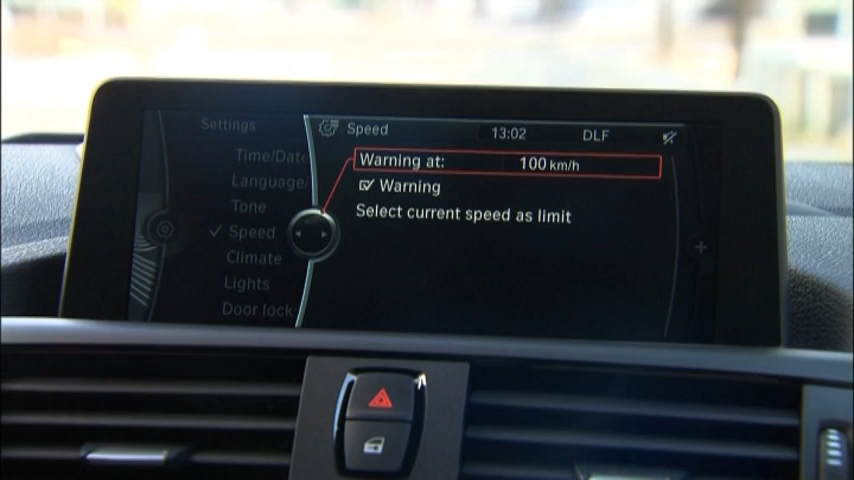 Settings
Speed
13:02
DLF
Time/Date
Language/
Tone
Speed
Climate
Lights
Door lock
Warning at: 100 km/h
Warning
Select current speed as limit